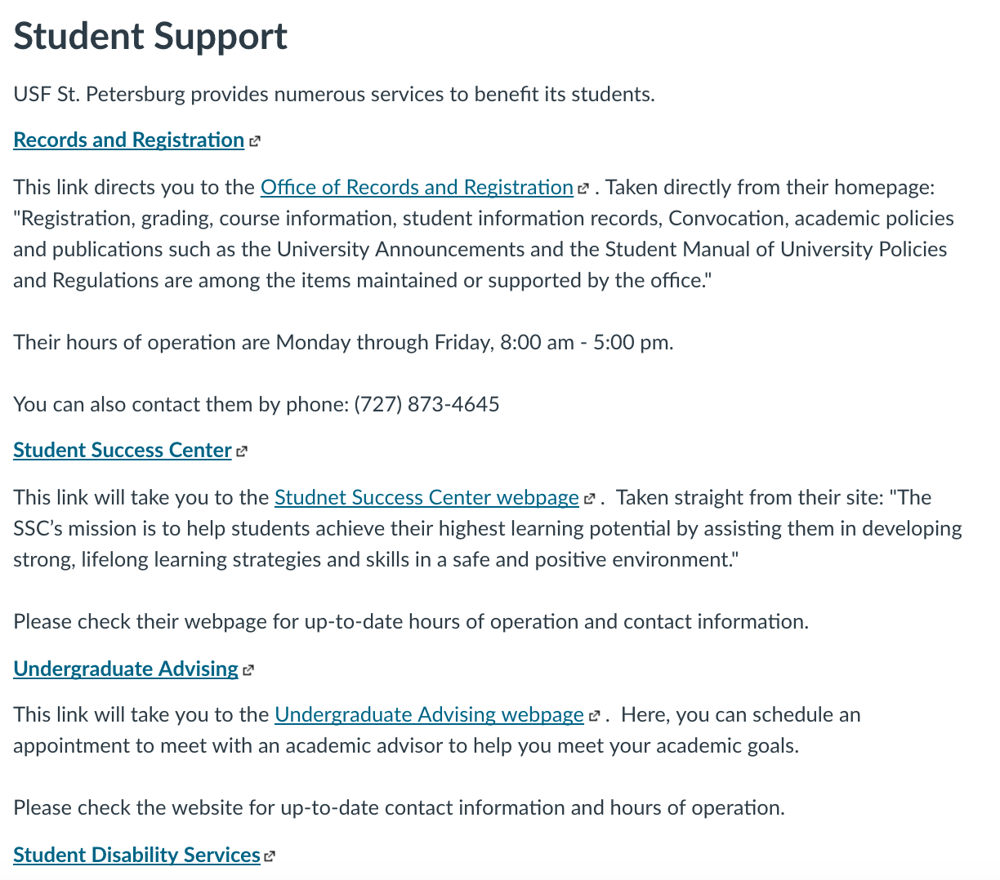 Student Support
USF St. Petersburg provides numerous services to benefit its students.
Records and Registration
This link directs you to the Office of Records and Registration . Taken directly from their homepage:
"Registration, grading, course information, student information records, Convocation, academic policies
and publications such as the University Announcements and the Student Manual of University Policies
and Regulations are among the items maintained or supported by the office."
Their hours of operation are Monday through Friday, 8:00 am - 5:00 pm.
You can also contact them by phone: (727) 873-4645
Student Success Center
This link will take you to the Studnet Success Center webpage . Taken straight from their site: "The
SSC’s mission is to help students achieve their highest learning potential by assisting them in developing
strong, lifelong learning strategies and skills in a safe and positive environment."
Please check their webpage for up-to-date hours of operation and contact information.
Undergraduate Advising
This link will take you to the Undergraduate Advising webpage . Here, you can schedule an
appointment to meet with an academic advisor to help you meet your academic goals.
Please check the website for up-to-date contact information and hours of operation.
Student Disability Services